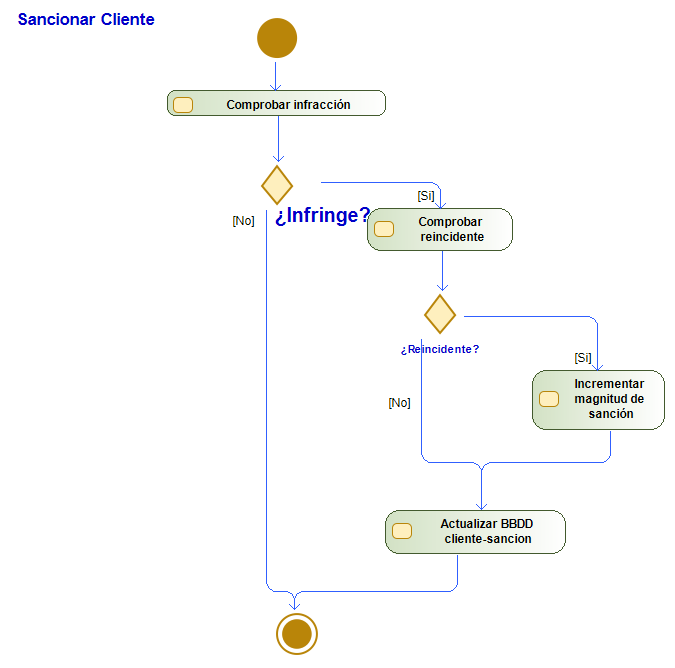 Sancionar Cliente
Comprobar infracción
¿Infringe?
[No]
[Si]
Comprobar
reincidente
¿Reincidente?
[No]
[Si]
Incrementar
magnitud de
sanción
Actualizar BBDD
cliente-sancion